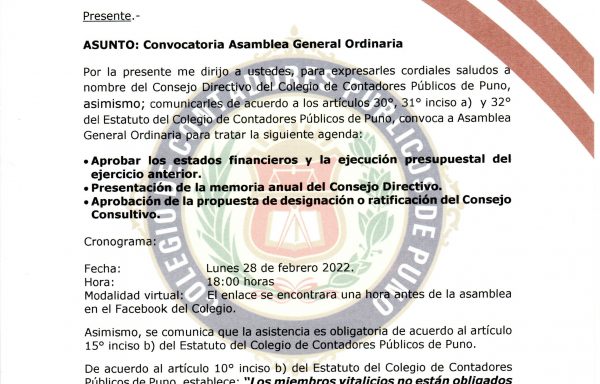 Presente.-
ASUNTO: Convocatoria Asamblea General Ordinaria
Por la presente me dirijo a ustedes, para expresarles cordiales saludos a
nombre del Consejo Directivo del Colegio de Contadores Públicos de Puno,
asimismo; comunicarles de acuerdo a los artículos 30°, 31° inciso a) y 32°
del Estatuto del Colegio de Contadores Públicos de Puno, convoca a Asamblea
General Ordinaria para tratar la siguiente agenda:
• Aprobar los estados financieros y la ejecución presupuestal del
ejercicio anterior.
• Presentación de la memoria anual del Consejo Directivo.
• Aprobación de la propuesta de designación o ratificación del Consejo
Consultivo.
Cronograma:
Fecha: Lunes 28 de febrero 2022.
Hora: 18:00 horas
Modalidad virtual: El enlace se encontrara una hora antes de la asamblea
en el Facebook del Colegio.
Asimismo, se comunica que la asistencia es obligatoria de acuerdo al artículo
15° inciso b) del Estatuto del Colegio de Contadores Públicos de Puno.
De acuerdo al artículo 10° inciso b) del Estatuto del Colegio de Contadores
Públicos de Puno, establece: "Los miembros vitalicios no están obligados
COLEGIO DE CONTADORES PUBLICOS DE PUNO